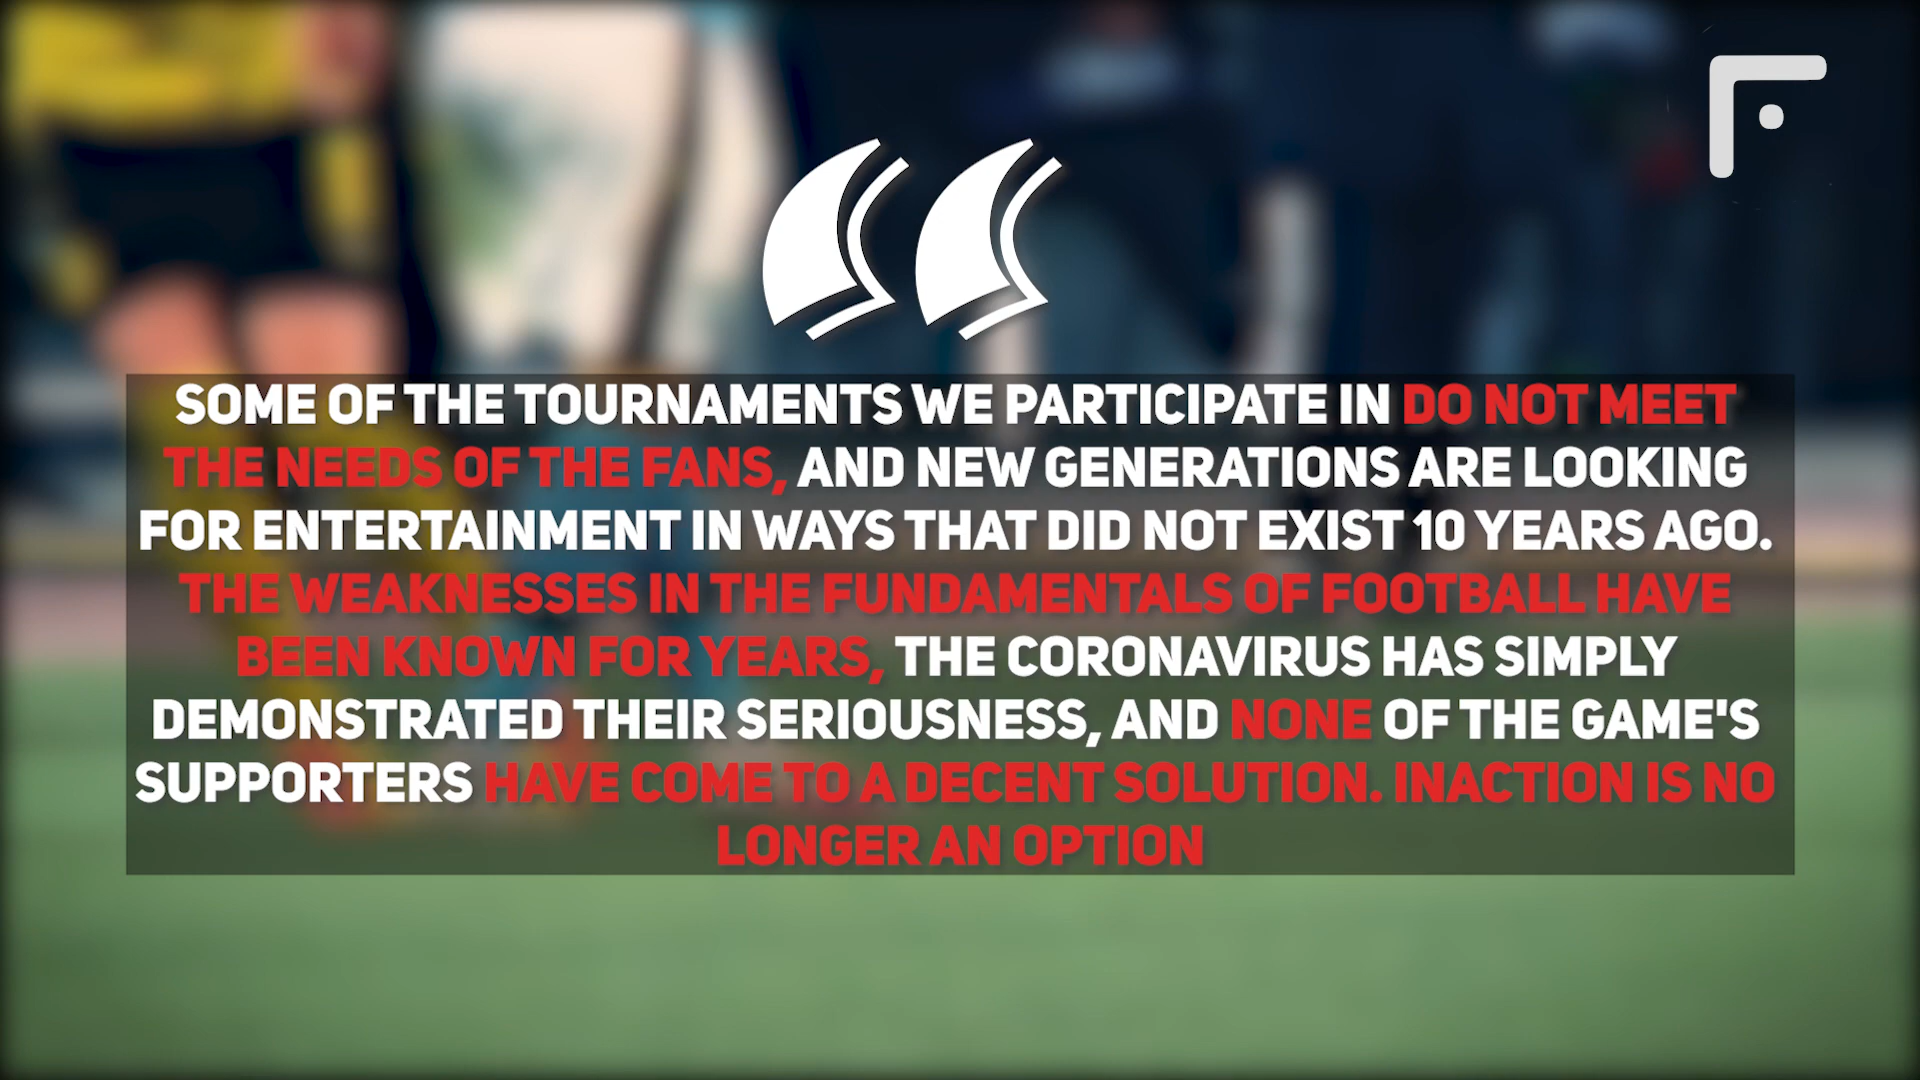 SOME OF THE TOURNAMENTS WE PARTICIPATE IN DO NOT MEET
THE NEEDS OF THE FANS, AND NEW GENERATIONS ARE LOOKING
FOR ENTERTAINMENT IN WAYS THAT DID NOT EXIST 10 YEARS AGO.
THE WEAKNESSES IN THE FUNDAMENTALS OF FOOTBALL HAVE
BEEN KNOWN FOR YEARS, THE CORONAVIRUS HAS SIMPLY
DEMONSTRATED THEIR SERIOUSNESS, AND NONE OF THE GAME'S
SUPPORTERS HAVE COME TO A DECENT SOLUTION. INACTION IS NO
LONGER AN OPTION